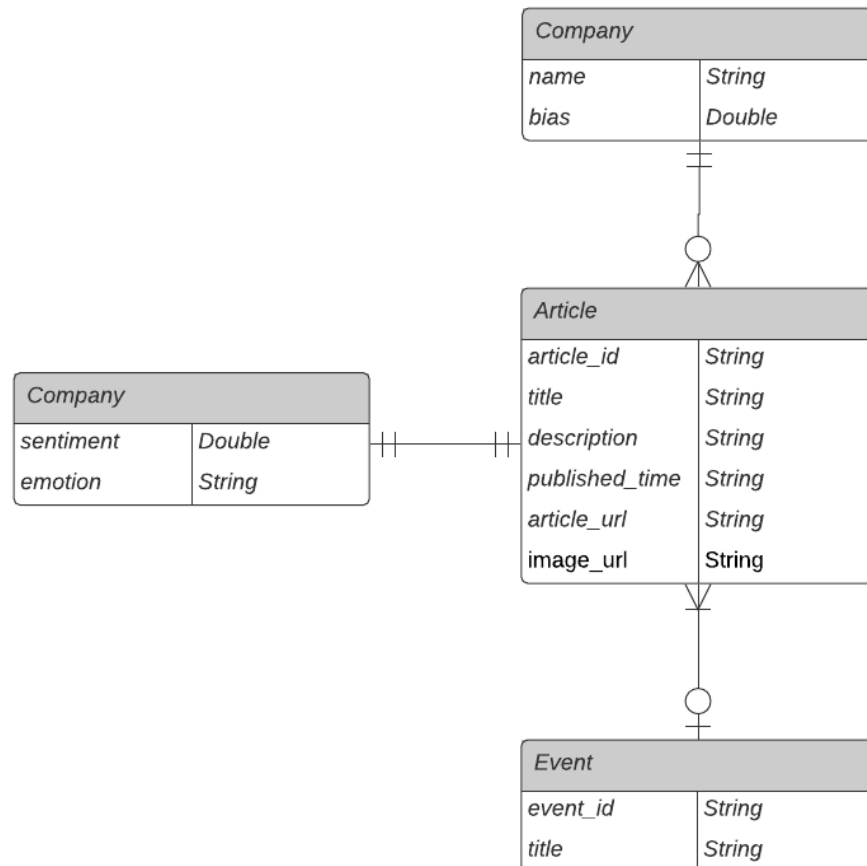 Company
name String
bias Double
Article
article_id String
title String
description String
published_time String
article_url String
image_url String
Company
sentiment Double
emotion String
Event
event_id String
title String